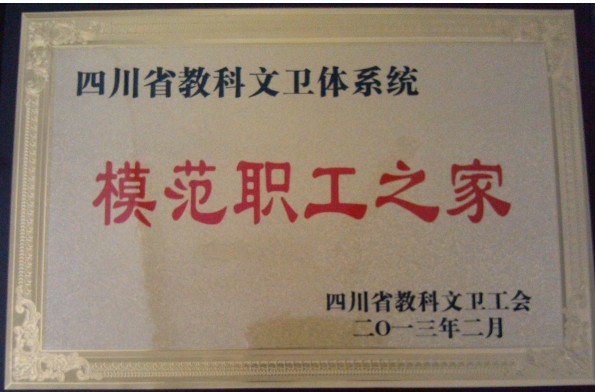 四川省教科文卫体系统
模范职工之家
四川省教科文卫工会
二〇一三年二月